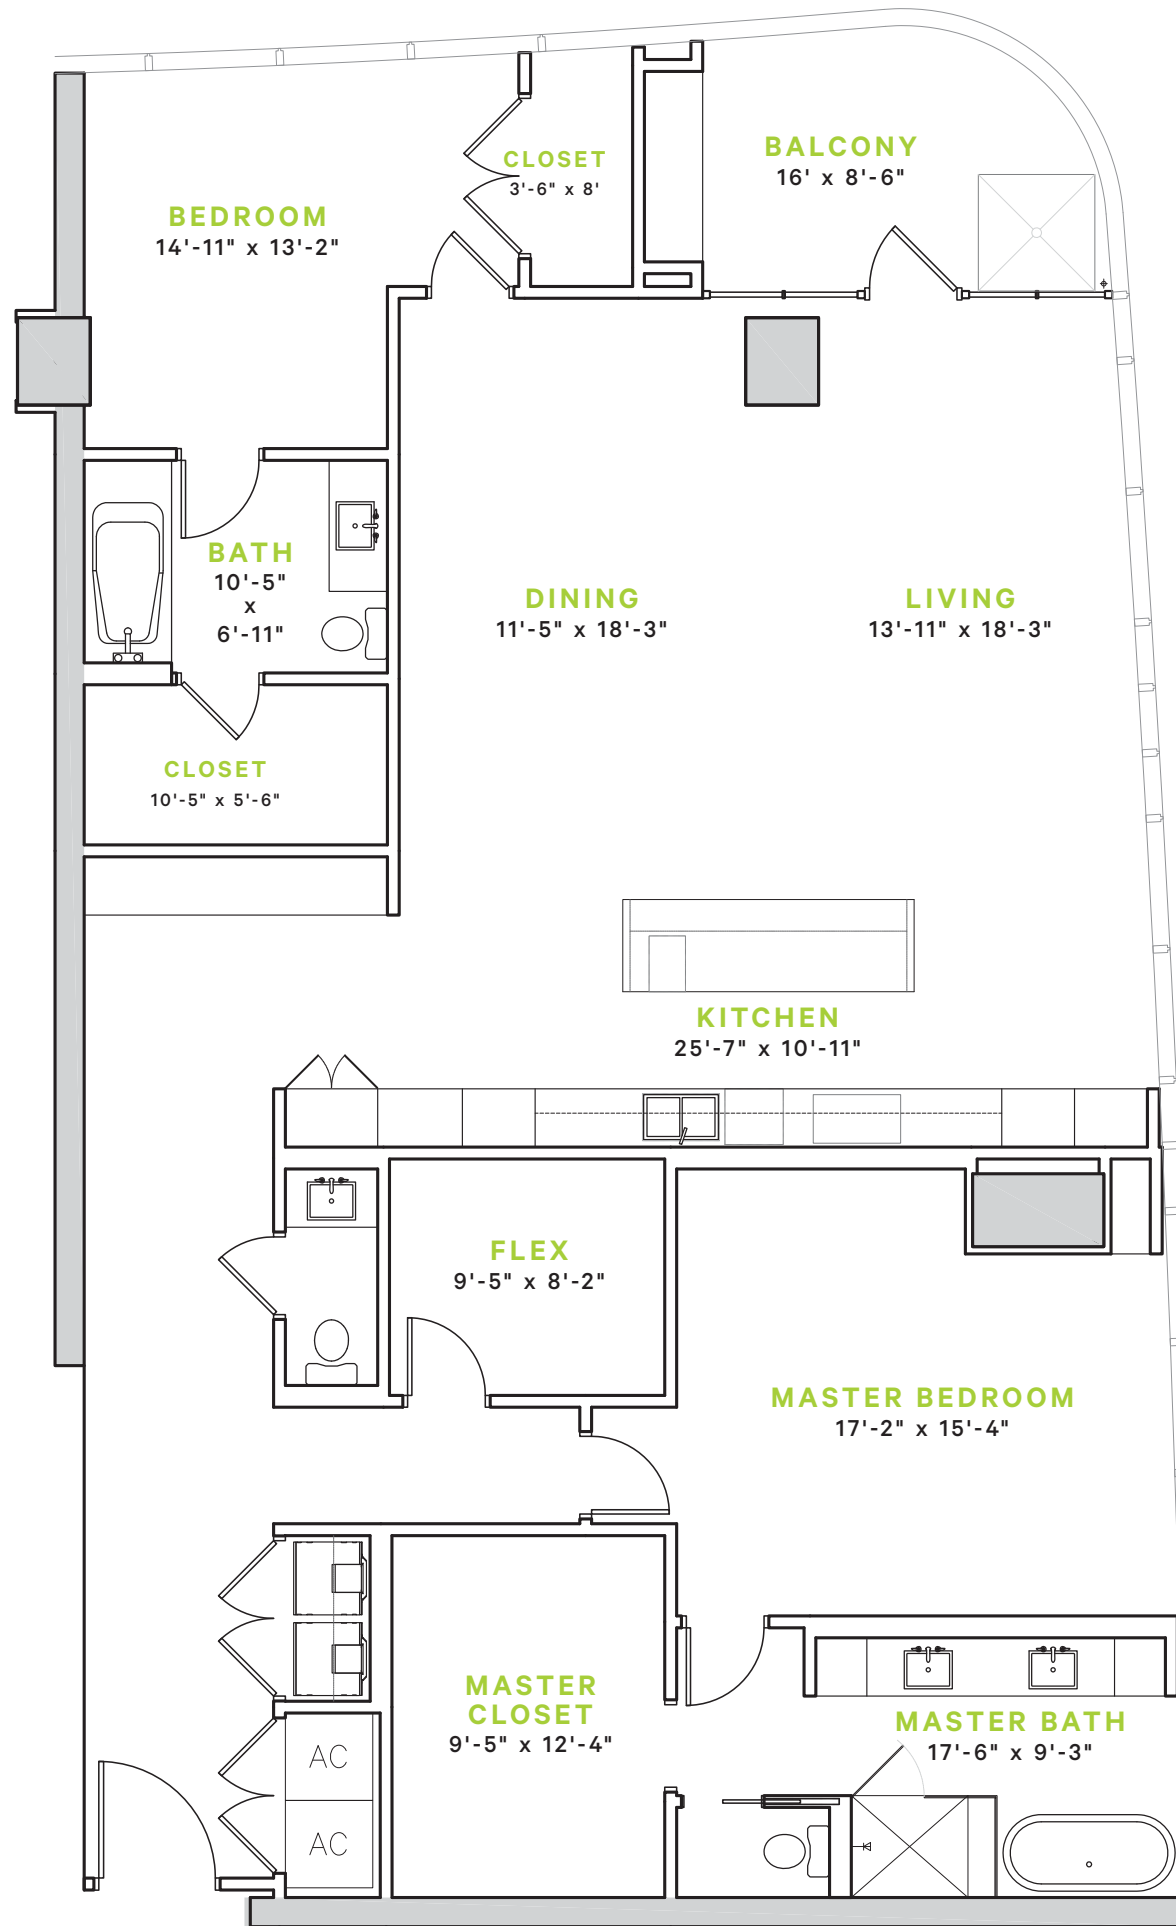 CLOSET
3'-6" x 8'
BALCONY
16' x 8'-6"
BEDROOM
14'-11" x 13'-2"
BATH
10'-5"
x
6'-11"
DINING
11'-5" x 18'-3"
LIVING
13'-11" x 18'-3"
CLOSET
10'-5" x 5'-6"
KITCHEN
25'-7" x 10'-11"
FLEX
9'-5" x 8'-2"
MASTER BEDROOM
17'-2" x 15'-4"
MASTER
CLOSET
9'-5" x 12'-4"
MASTER BATH
17'-6" x 9'-3"
AC
AC